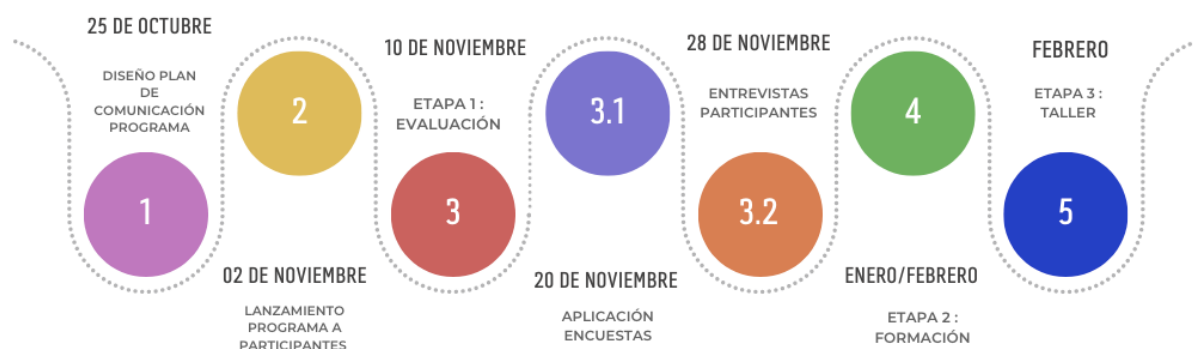 25 DE OCTUBRE
DISEÑO PLAN
DE
COMUNICACIÓN
PROGRAMA
1
2
02 DE NOVIEMBRE
LANZAMIENTO
PROGRAMA A
PARTICIPANTES
10 DE NOVIEMBRE
ETAPA 1 :
EVALUACIÓN
3
3.1
20 DE NOVIEMBRE
APLICACIÓN
ENCUESTAS
28 DE NOVIEMBRE
ENTREVISTAS
PARTICIPANTES
3.2
4
ENERO/FEBRERO
ETAPA 2 :
FORMACIÓN
FEBRERO
ETAPA 3 :
TALLER
5